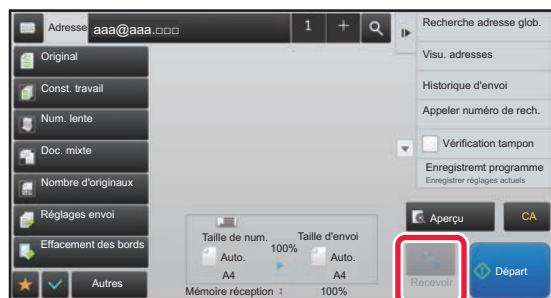 Adresse
aaa@aaa.□□□
1
+
Recherche adresse glob.
Original
Visu. adresses
Const. travail
Historique d'envoi
Num. lente
Appeler numéro de rech.
Doc. mixte
Vérification tampon
Nombre d'originaux
Enregistremt programme
Enregistrer réglages actuels
Réglages envoi
Aperçu
CA
Effacement des bords
Taille de num.
100%
Taille d'envoi
Auto.
A4
Auto.
A4
Recevoir
Départ
Autres
Mémoire réception :
100%